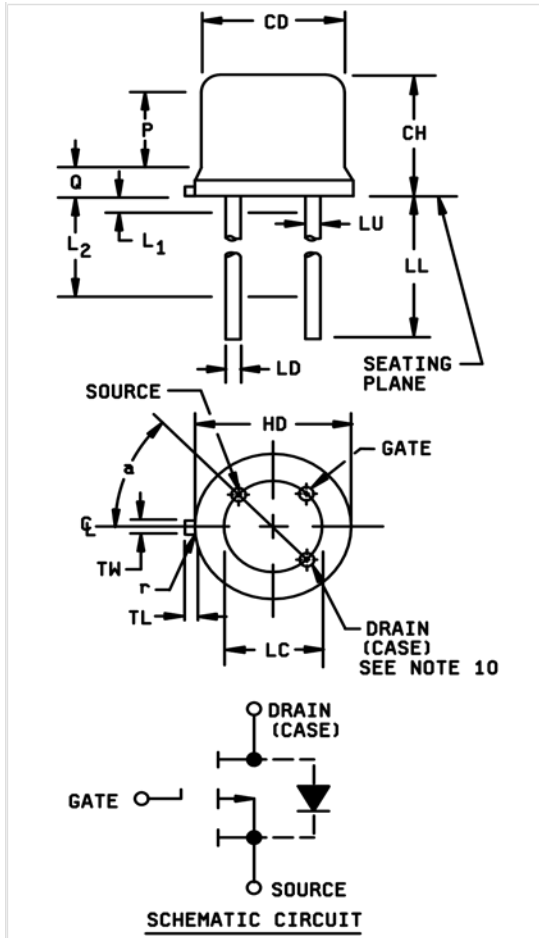 CD
P
CH
Q
L1
L2
LU
LL
LD
SEATING
PLANE
SOURCE
HD
GATE
a
℄
TW
r
TL
LC
DRAIN
(CASE)
SEE NOTE 10
DRAIN
(CASE)
GATE
SOURCE
SCHEMATIC CIRCUIT